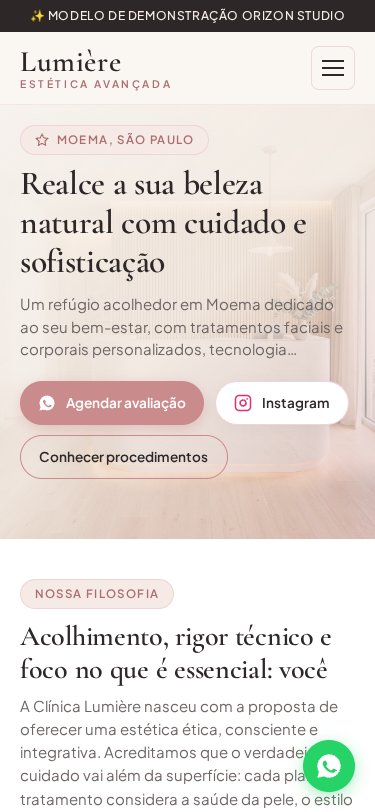 ✨ MODELO DE DEMONSTRAÇÃO ORIZON STUDIO
Lumière
ESTÉTICA AVANÇADA
MOEMA, SÃO PAULO
Realce a sua beleza
natural com cuidado e
sofisticação
Um refúgio acolhedor em Moema dedicado
ao seu bem-estar, com tratamentos faciais e
corporais personalizados, tecnologia…
Agendar avaliação
Instagram
Conhecer procedimentos
NOSSA FILOSOFIA
Acolhimento, rigor técnico e
foco no que é essencial: você
A Clínica Lumière nasceu com a proposta de
oferecer uma estética ética, consciente e
integrativa. Acreditamos que o verdadei
cuidado vai além da superfície: cada pla
tratamento considera a saúde da pele, o estilo